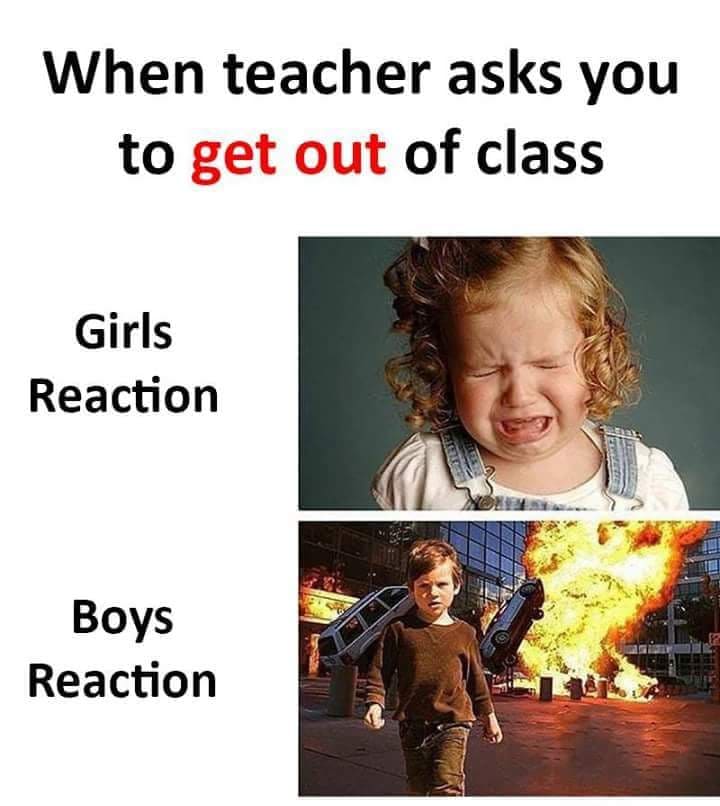 When teacher asks you
to get out of class
Girls
Reaction
Boys
Reaction